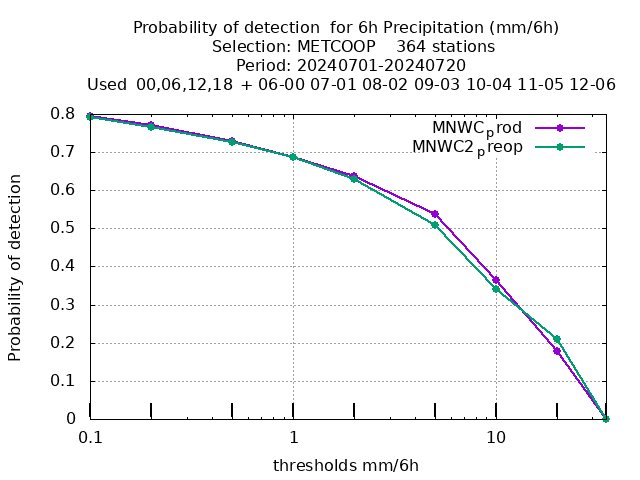 Probability of detection  for 6h Precipitation (mm/6h)
Selection: METCOOP    364 stations
Period: 20240701-20240720
Used  00,06,12,18  + 06-00 07-01 08-02 09-03 10-04 11-05 12-06
MNWCprod
MNWC2preop
Probability of detection
0.8
0.7
0.6
0.5
0.4
0.3
0.2
0.1
0
0.1 1 10
thresholds mm/6h